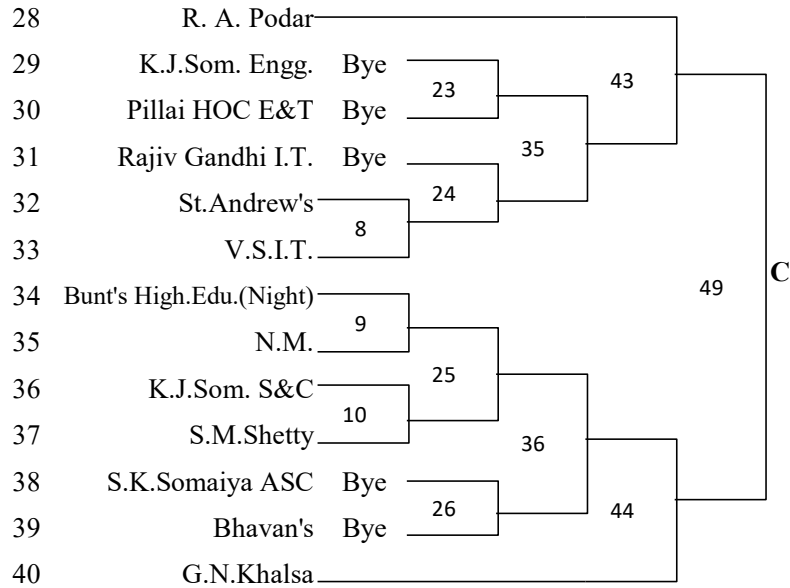 28 R. A. Podar
29 K.J.Som. Engg. Bye
23
43
30 Pillai HOC E&T Bye
35
31 Rajiv Gandhi I.T. Bye
24
32 St.Andrew's
8
33 V.S.I.T.
C
49
34 Bunt's High.Edu.(Night)
9
35 N.M.
25
36 K.J.Som. S&C
10
37 S.M.Shetty
36
38 S.K.Somaiya ASC Bye
26
44
39 Bhavan's Bye
40 G.N.Khalsa